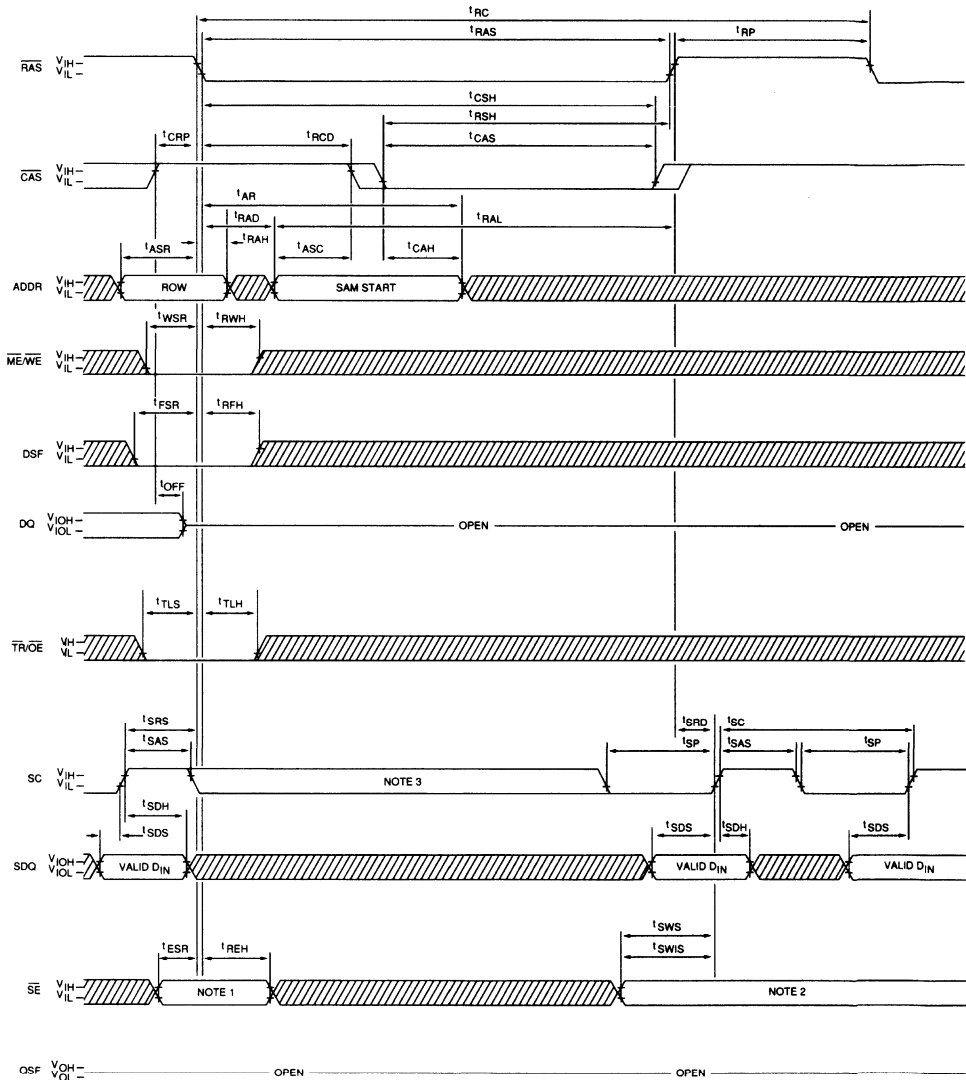 tRC
tRAS
tRP
RAS VIH
VIL
tCSH
tRSH
tCRP
tRCD
tCAS
CAS VIH
VIL
tAR
tRAD
tRAL
tRAH
tASR
tASC
tCAH
ADDR VIH
VIL
ROW
SAM START
tWSR
tRWH
ME/WE VIH
VIL
tFSR
tRFH
DSF VIH
VIL
tOFF
DQ VIOH
VIOL
OPEN
OPEN
tTLS
tTLH
TR/OE VIH
VIL
tSRS
tSRD
tSC
tSAS
tSP
tSAS
tSP
SC VIH
VIL
NOTE 3
tSDH
tSDS
tSDS
tSDH
tSDS
SDQ VIOH
VIOL
VALID DIN
VALID DIN
VALID DIN
tSWS
tESR
tREH
tSWIS
SE VIH
VIL
NOTE 1
NOTE 2
QSF VOH
VOL
OPEN
OPEN